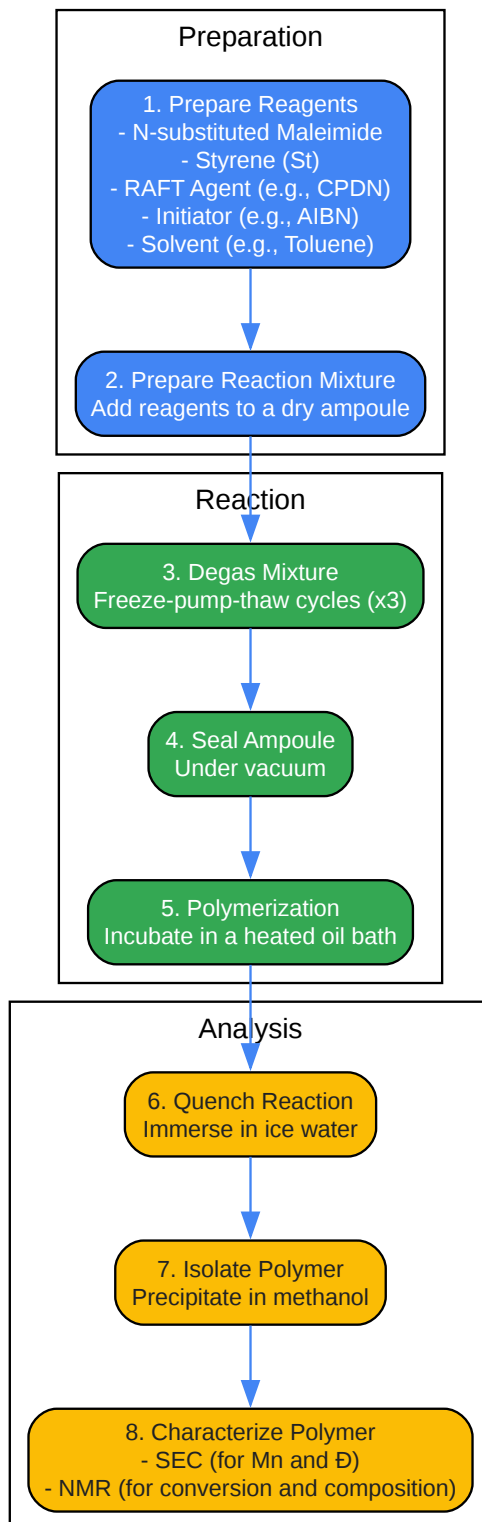 Preparation
1. Prepare Reagents
- N-substituted Maleimide
- Styrene (St)
- RAFT Agent (e.g., CPDN)
- Initiator (e.g., AIBN)
- Solvent (e.g., Toluene)
2. Prepare Reaction Mixture
Add reagents to a dry ampoule
Reaction
3. Degas Mixture
Freeze-pump-thaw cycles (x3)
4. Seal Ampoule
Under vacuum
5. Polymerization
Incubate in a heated oil bath
Analysis
6. Quench Reaction
Immerse in ice water
7. Isolate Polymer
Precipitate in methanol
8. Characterize Polymer
- SEC (for Mn and Đ)
- NMR (for conversion and composition)